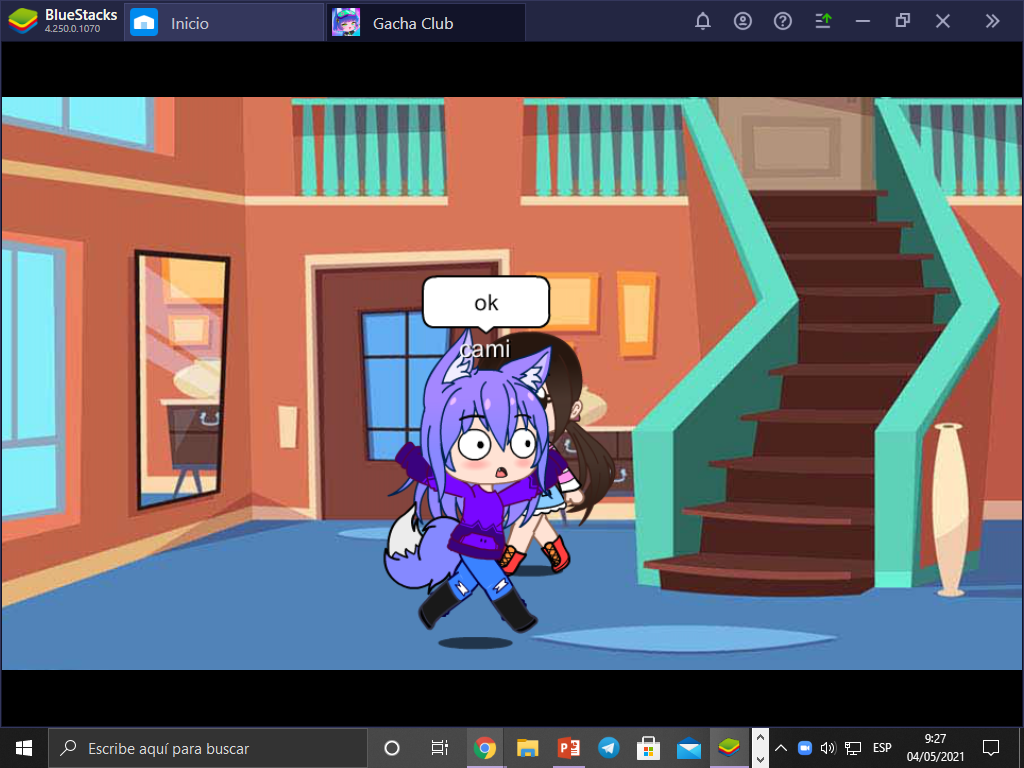 BlueStacks
4.250.0.1070
Inicio
Gacha Club
ok
cami
Escribe aquí para buscar
ESP
9:27
04/05/2021